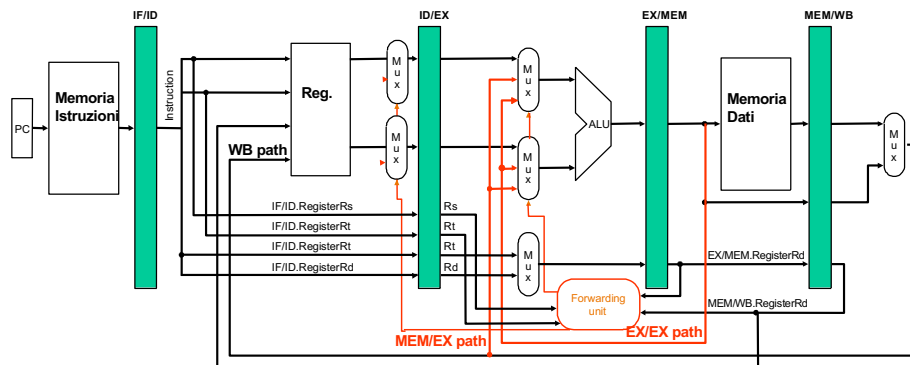 IF/ID
ID/EX
EX/MEM
MEM/WB
PC
Memoria
Istruzioni
Instruction
Reg.
WB path
Mux
Mux
Mux
Mux
ALU
Memoria
Dati
Mux
IF/ID.RegisterRs
Rs
IF/ID.RegisterRt
Rt
IF/ID.RegisterRt
Rt
IF/ID.RegisterRd
Rd
Mux
EX/MEM.RegisterRd
Forwarding
unit
MEM/WB.RegisterRd
MEM/EX path
EX/EX path